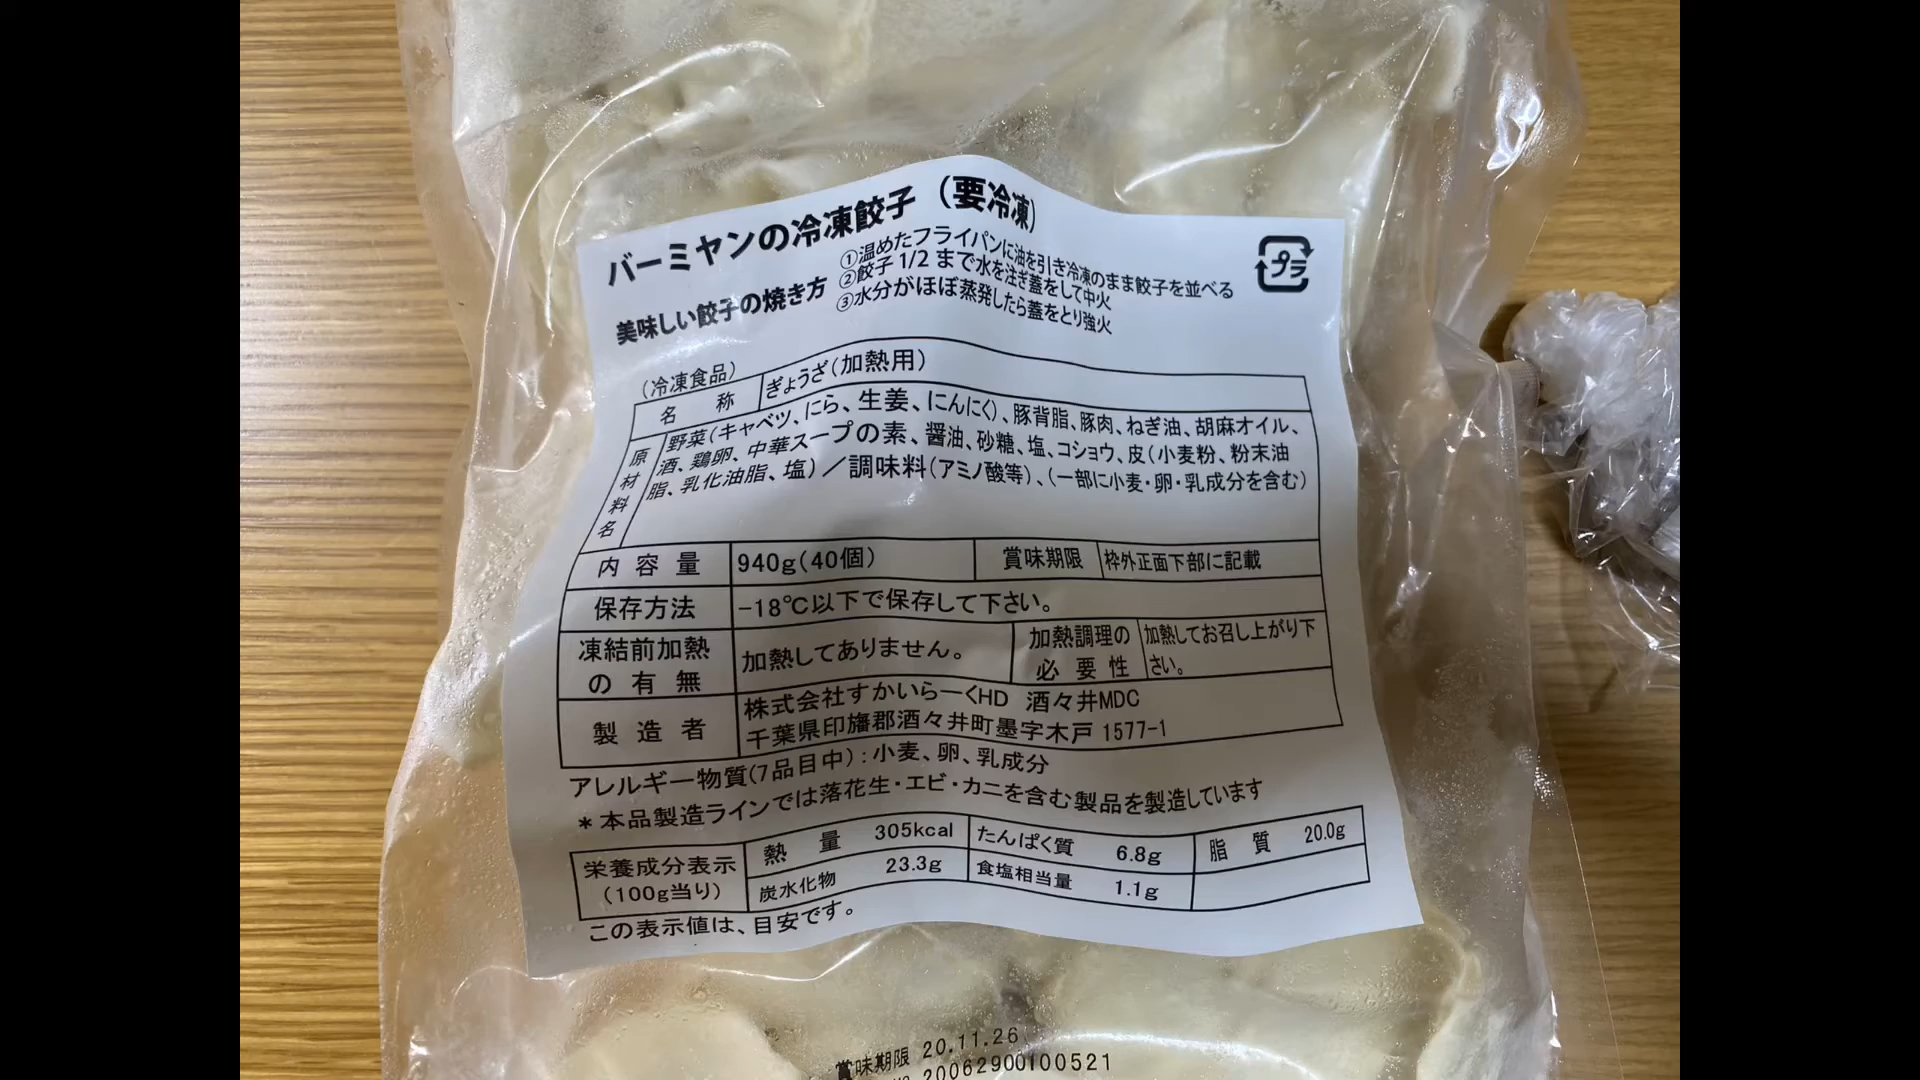 バーミヤンの冷凍餃子（要冷凍）
美味しい餃子の焼き方
①温めたフライパンに油を引き冷凍のまま餃子を並べる
②餃子1/2まで水を注ぎ蓋をして中火
③水分がほぼ蒸発したら蓋をとり強火
プラ
（冷凍食品）
名称 ぎょうざ（加熱用）
原材料名 野菜（キャベツ、にら、生姜、にんにく）、豚背脂、豚肉、ねぎ油、胡麻オイル、
酒、鶏卵、中華スープの素、醤油、砂糖、塩、コショウ、皮（小麦粉、粉末油
脂、乳化油脂、塩）／調味料（アミノ酸等）、（一部に小麦・卵・乳成分を含む）
内容量 940g（40個） 賞味期限 枠外正面下部に記載
保存方法 -18℃以下で保存して下さい。
凍結前加熱の有無 加熱してありません。 加熱調理の必要性 加熱してお召し上がり下さい。
製造者 株式会社すかいらーくHD 酒々井MDC
千葉県印旛郡酒々井町墨字木戸 1577-1
アレルギー物質（7品目中）：小麦、卵、乳成分
＊本品製造ラインでは落花生・エビ・カニを含む製品を製造しています
栄養成分表示（100g当り） 熱量 305kcal たんぱく質 6.8g 脂質 20.0g
炭水化物 23.3g 食塩相当量 1.1g
この表示値は、目安です。
賞味期限 20.11.26
20062900100521